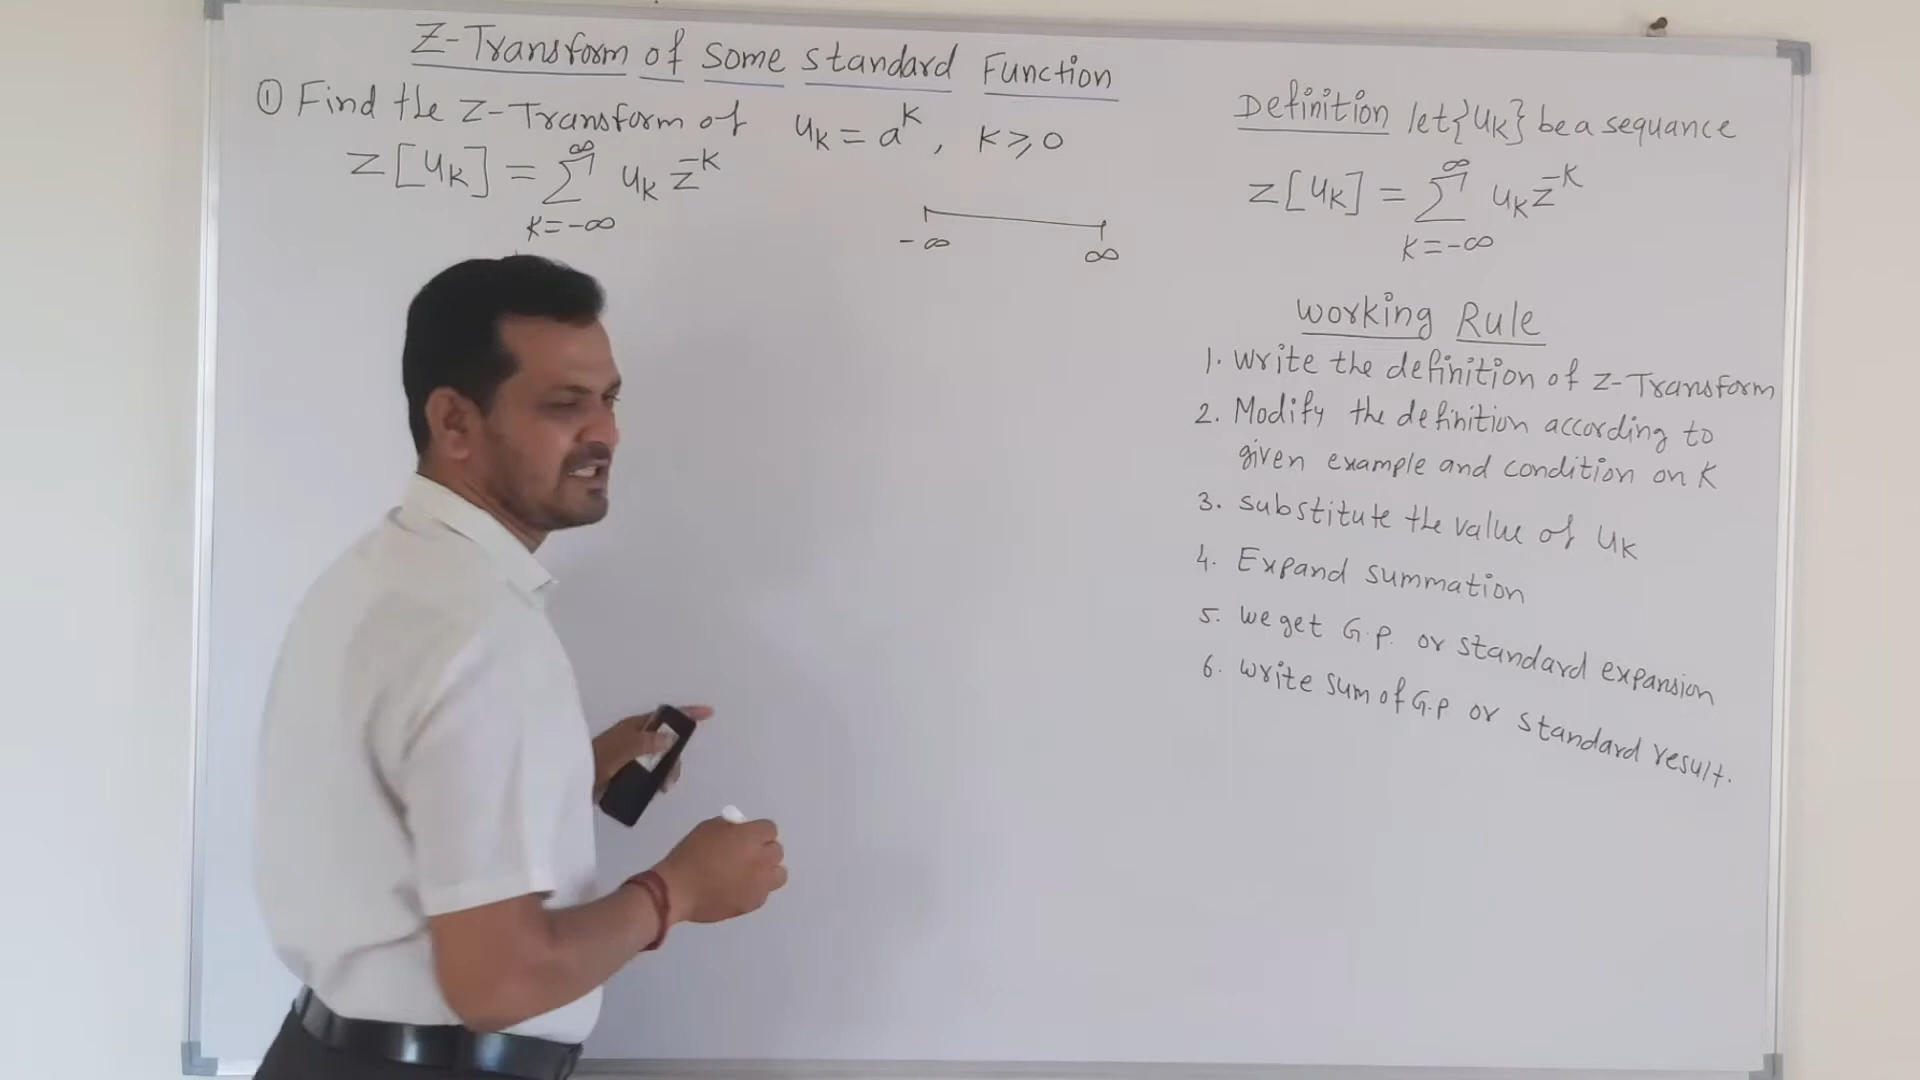 Z-Transform of some standard Function
① Find the Z-Transform of u_k = a^k, k ⩾ 0
Z[u_k] = ∞ Σ k=-∞ u_k z^-k
-∞ ∞
Definition let {u_k} be a sequance
Z[u_k] = ∞ Σ k=-∞ u_k z^-k
Working Rule
1. Write the definition of Z-Transform
2. Modify the definition according to
given example and condition on K
3. substitute the value of u_k
4. Expand summation
5. we get G.P. or standard expansion
6. write sum of G.P or standard result.